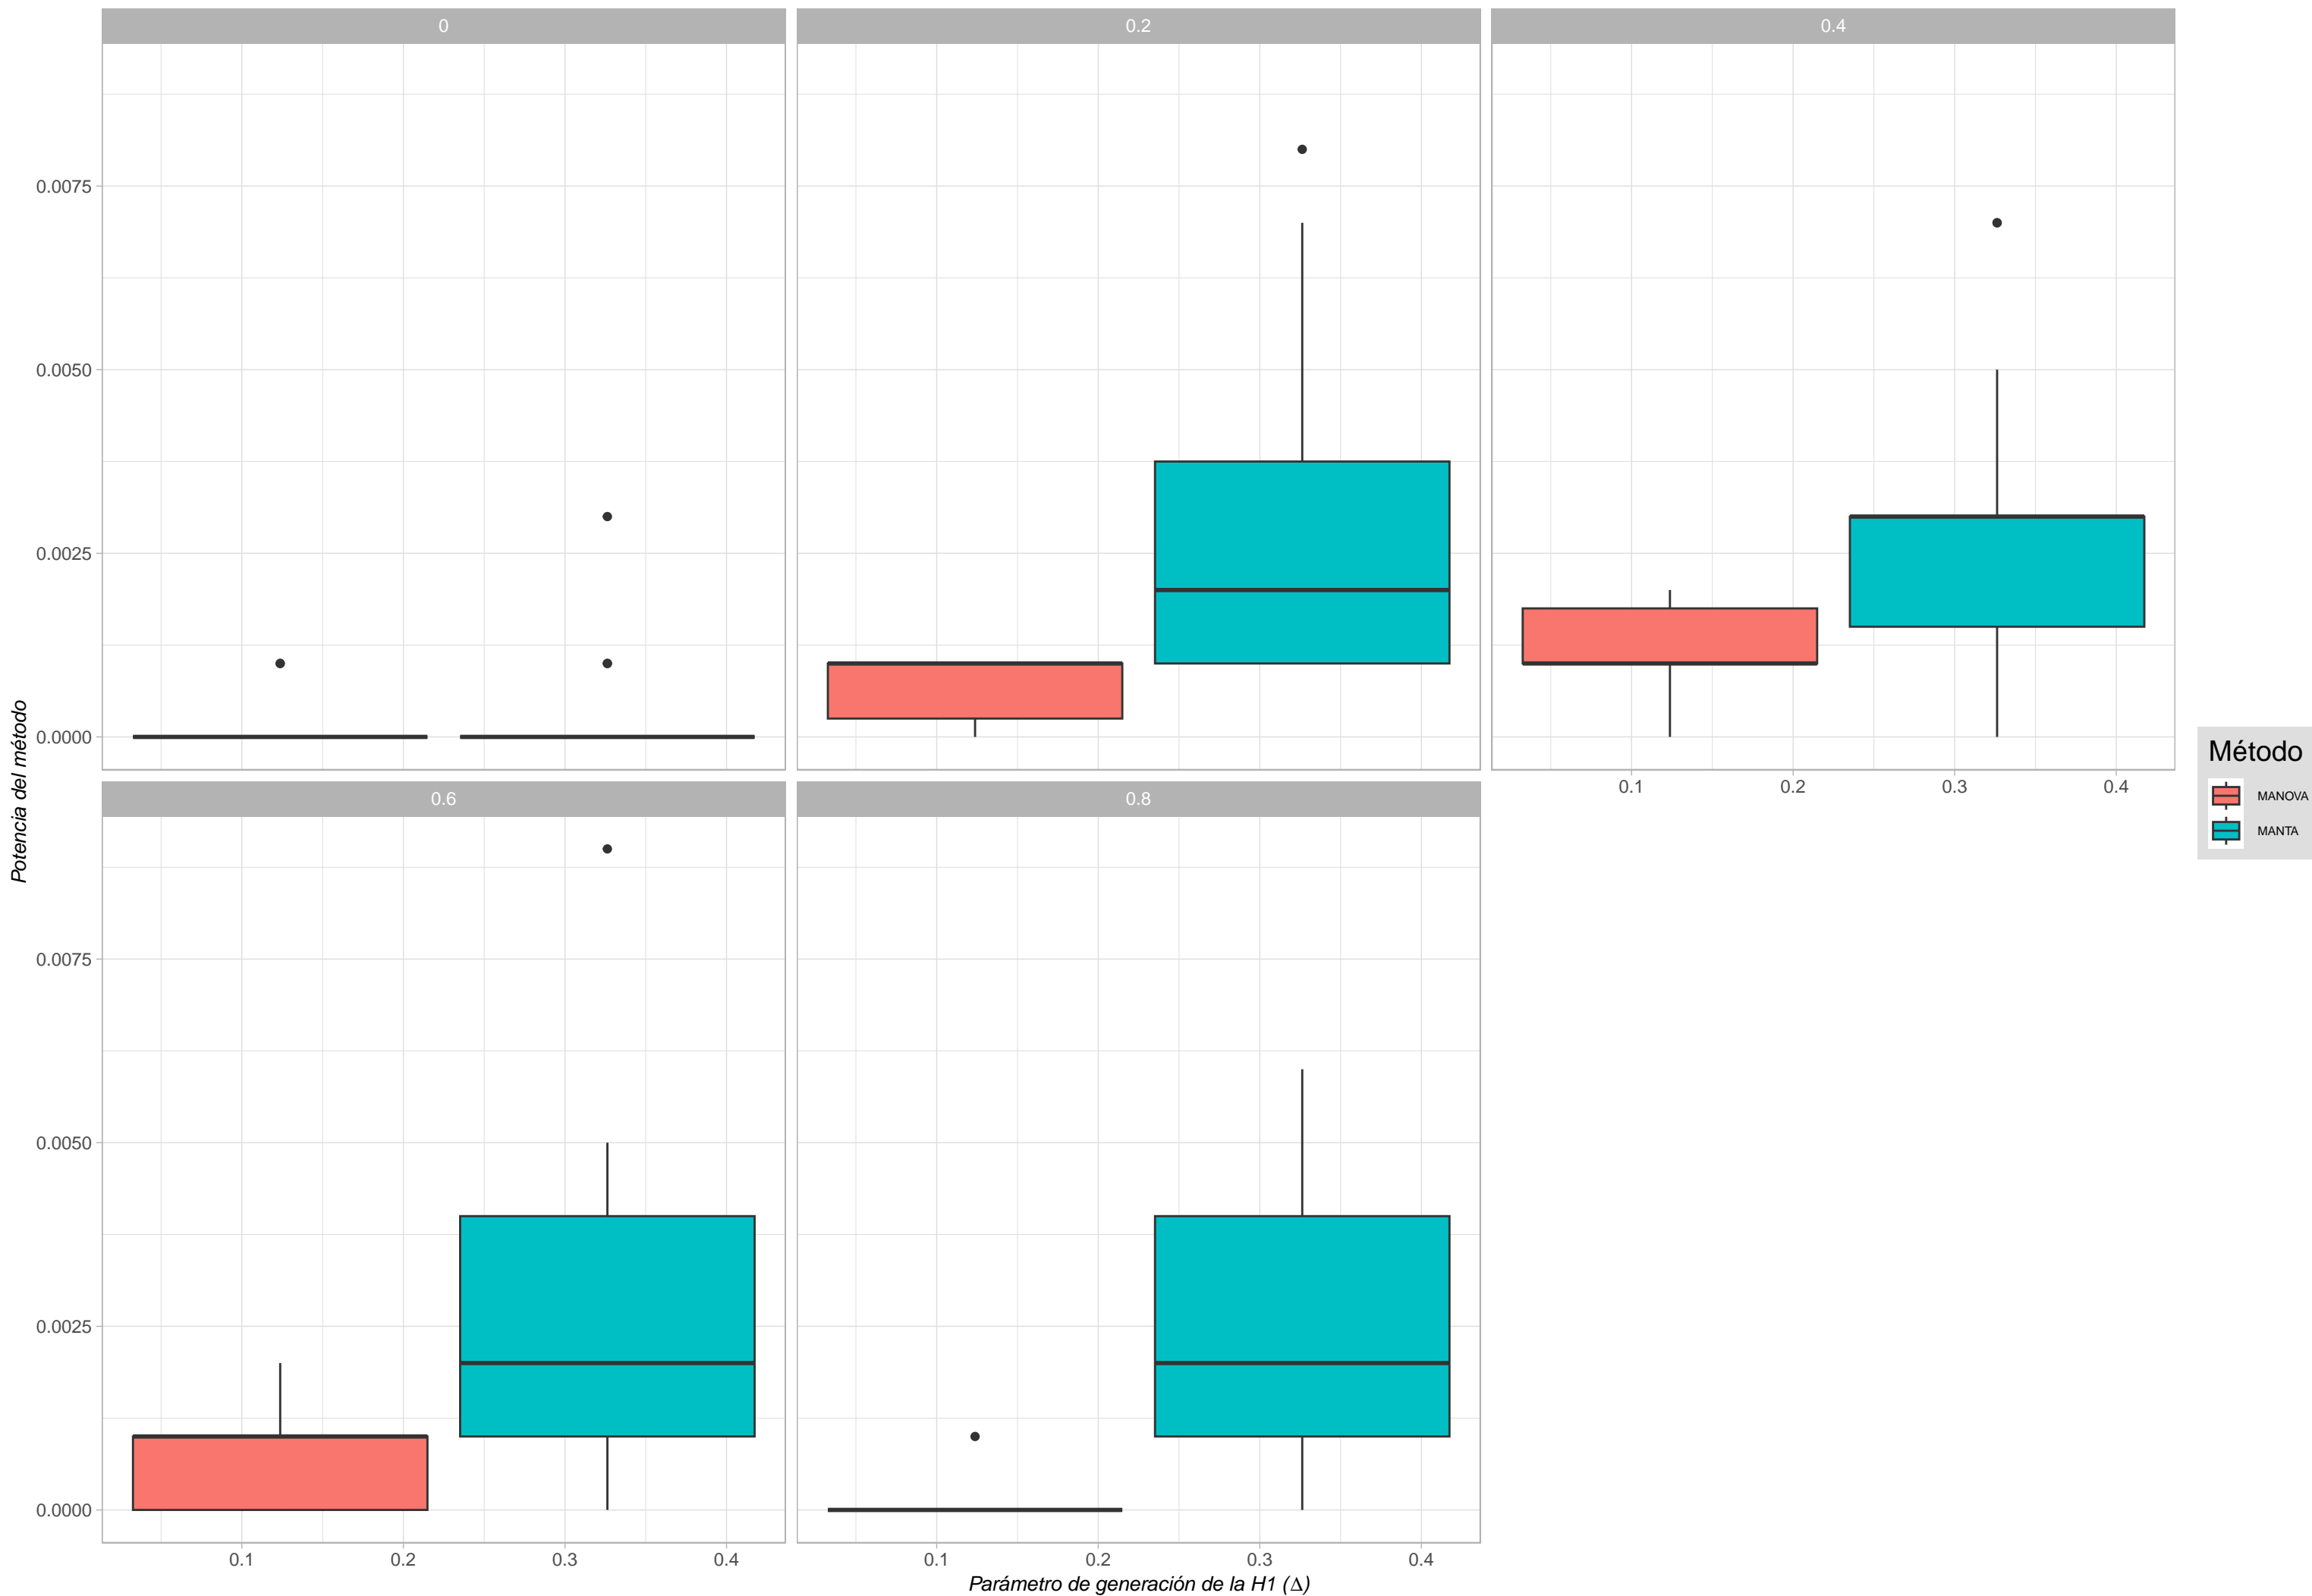 0
0.2
0.4
0.0075
0.0050
0.0025
0.0000
0.1 0.2 0.3 0.4
0.6
0.8
0.0075
0.0050
0.0025
0.0000
0.1 0.2 0.3 0.4
0.1 0.2 0.3 0.4
Potencia del método
Parámetro de generación de la H1 (Δ)
Método
MANOVA
MANTA